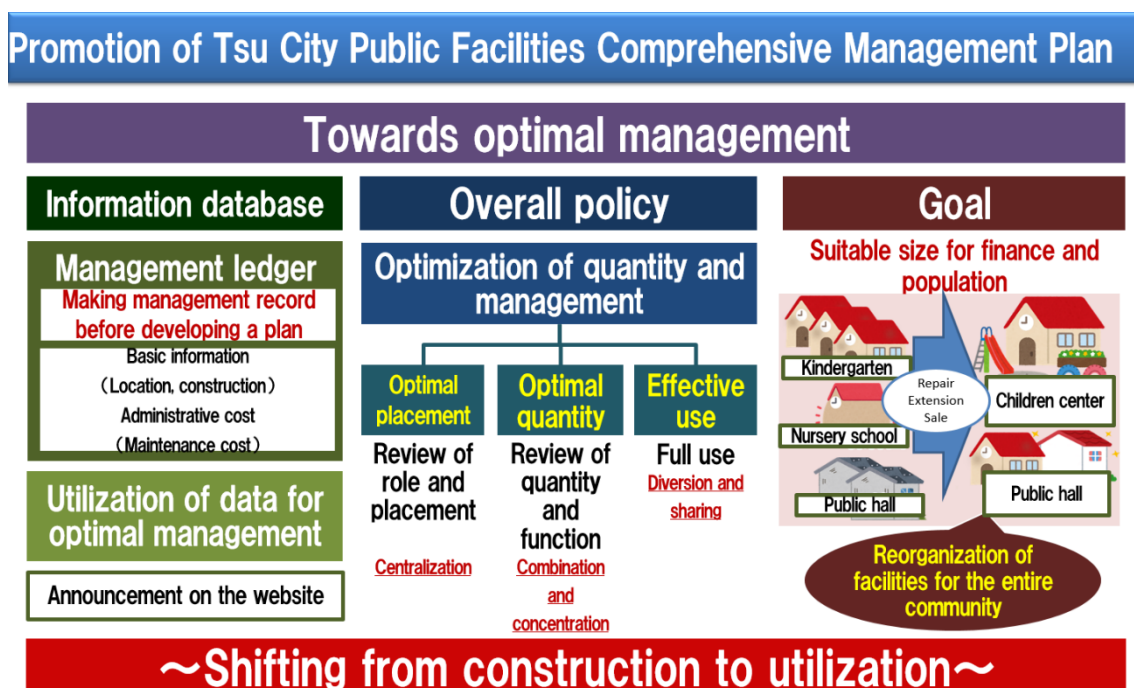 Promotion of Tsu City Public Facilities Comprehensive Management Plan
Towards optimal management
Information database
Management ledger
Making management record
before developing a plan
Basic information
（Location, construction）
Administrative cost
（Maintenance cost）
Utilization of data for
optimal management
Announcement on the website
Overall policy
Optimization of quantity and
management
Optimal
placement
Review of
role and
placement
Centralization
Optimal
quantity
Review of
quantity
and
function
Combination
and
concentration
Effective
use
Full use
Diversion and
sharing
Goal
Suitable size for finance and
population
Kindergarten
Nursery school
Public hall
Repair
Extension
Sale
Children center
Public hall
Reorganization of
facilities for the entire
community
～Shifting from construction to utilization～